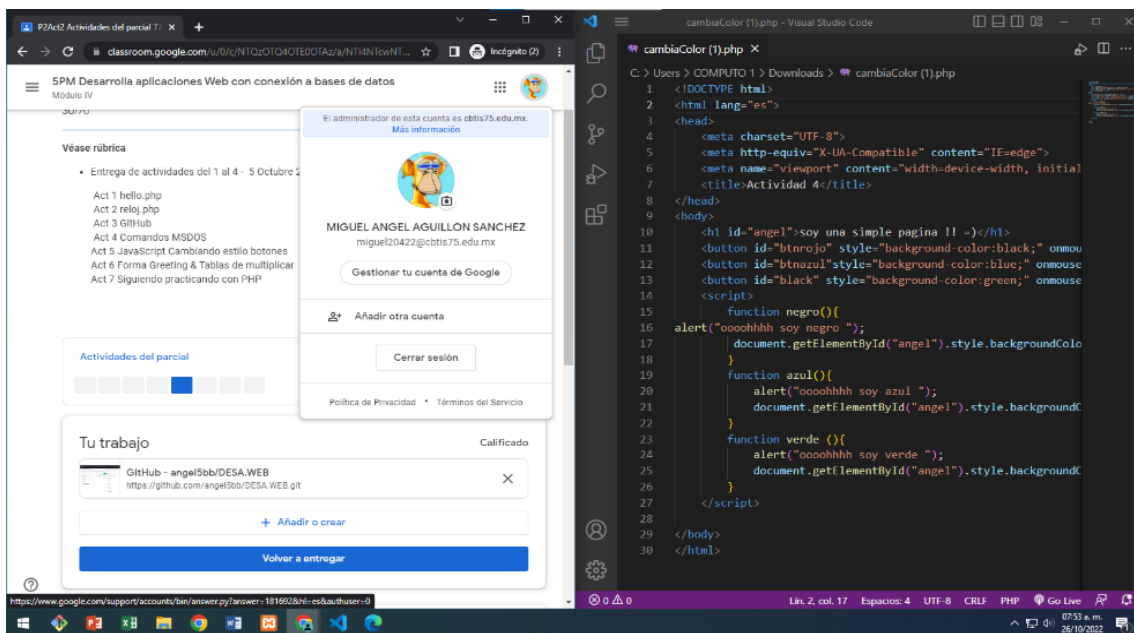 P2Act2 Actividades del parcial 7.
classroom.google.com/u/0/c/NTQzOTQ4OTE0OTAz/a/NTI4NTcwNT...
Incógnito (2)
5PM Desarrolla aplicaciones Web con conexión a bases de datos
Módulo IV
30/70
Véase rúbrica
Entrega de actividades del 1 al 4 - 5 Octubre 2
Act 1 hello.php
Act 2 reloj.php
Act 3 GitHub
Act 4 Comandos MSDOS
Act 5 JavaScript Cambiando estilo botones
Act 6 Forma Greeting & Tablas de multiplicar
Act 7 Siguiendo practicando con PHP
Actividades del parcial
Tu trabajo
Calificado
GitHub - angel5bb/DESA.WEB
https://github.com/angel5bb/DESA.WEB.git
+ Añadir o crear
Volver a entregar
https://www.google.com/support/accounts/bin/answer.py?answer=181692&hl=es&authuser=0
El administrador de esta cuenta es cbtis75.edu.mx.
Más información
MIGUEL ANGEL AGUILLON SANCHEZ
miguel20422@cbtis75.edu.mx
Gestionar tu cuenta de Google
Añadir otra cuenta
Cerrar sesión
Política de Privacidad • Términos del Servicio
cambiaColor (1).php - Visual Studio Code
cambiaColor (1).php
C: > Users > COMPUTO 1 > Downloads > cambiaColor (1).php
1 <!DOCTYPE html>
2 <html lang="es">
3 <head>
4 <meta charset="UTF-8">
5 <meta http-equiv="X-UA-Compatible" content="IE=edge">
6 <meta name="viewport" content="width=device-width, initial
7 <title>Actividad 4</title>
8 </head>
9 <body>
10 <h1 id="angel">soy una simple pagina !! =)</h1>
11 <button id="btnrojo" style="background-color:black;" onmou
12 <button id="btnazul"style="background-color:blue;" onmouse
13 <button id="black" style="background-color:green;" onmouse
14 <script>
15 function negro(){
16 alert("oooohhhh soy negro ");
17 document.getElementById("angel").style.backgroundColo
18 }
19 function azul(){
20 alert("oooohhhh soy azul ");
21 document.getElementById("angel").style.backgroundC
22 }
23 function verde (){
24 alert("oooohhhh soy verde ");
25 document.getElementById("angel").style.backgroundC
26 }
27 </script>
28
29 </body>
30 </html>
0 0
Lín. 2, col. 17 Espacios: 4 UTF-8 CRLF PHP Go Live
07:53 a. m.
26/10/2022